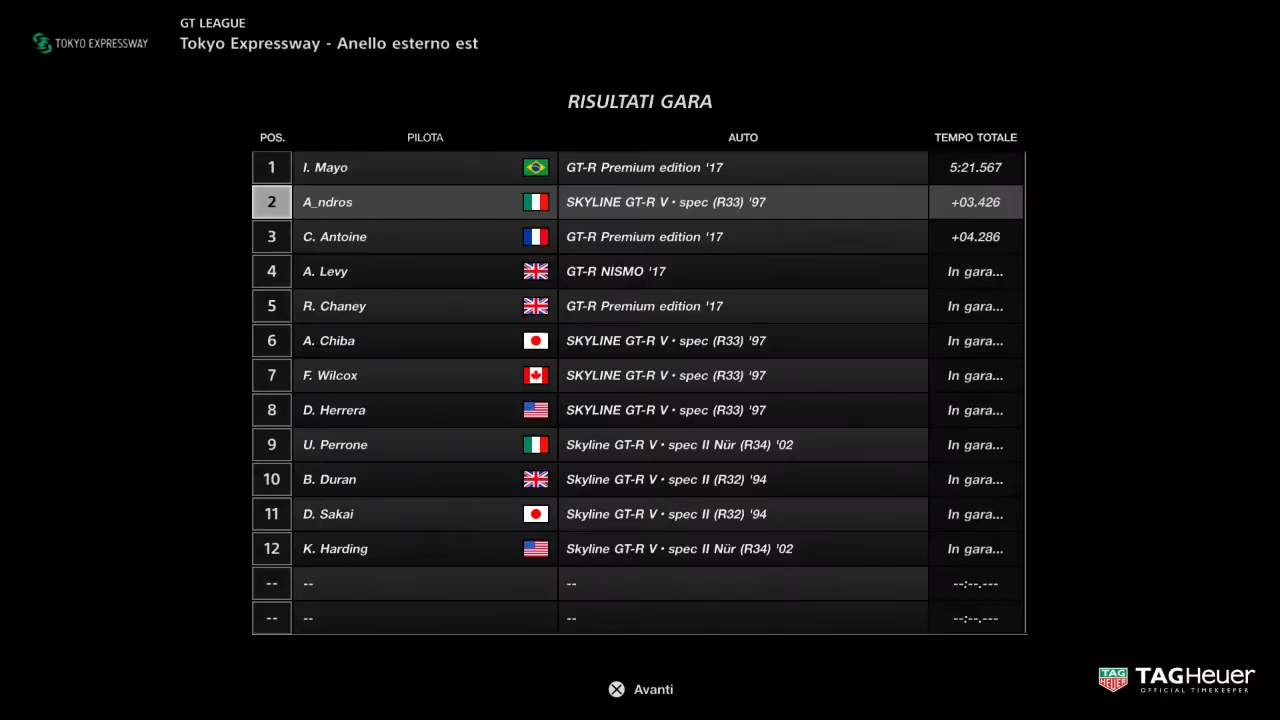 GT LEAGUE
TOKYO EXPRESSWAY
Tokyo Expressway - Anello esterno est
RISULTATI GARA
POS. PILOTA AUTO TEMPO TOTALE
1 I. Mayo GT-R Premium edition '17 5:21.567
2 A_ndros SKYLINE GT-R V・spec (R33) '97 +03.426
3 C. Antoine GT-R Premium edition '17 +04.286
4 A. Levy GT-R NISMO '17 In gara...
5 R. Chaney GT-R Premium edition '17 In gara...
6 A. Chiba SKYLINE GT-R V・spec (R33) '97 In gara...
7 F. Wilcox SKYLINE GT-R V・spec (R33) '97 In gara...
8 D. Herrera SKYLINE GT-R V・spec (R33) '97 In gara...
9 U. Perrone Skyline GT-R V・spec II Nür (R34) '02 In gara...
10 B. Duran Skyline GT-R V・spec II (R32) '94 In gara...
11 D. Sakai Skyline GT-R V・spec II (R32) '94 In gara...
12 K. Harding Skyline GT-R V・spec II Nür (R34) '02 In gara...
-- -- -- --:--.---
-- -- -- --:--.---
TAG HEUER TAGHeuer
OFFICIAL TIMEKEEPER
Avanti